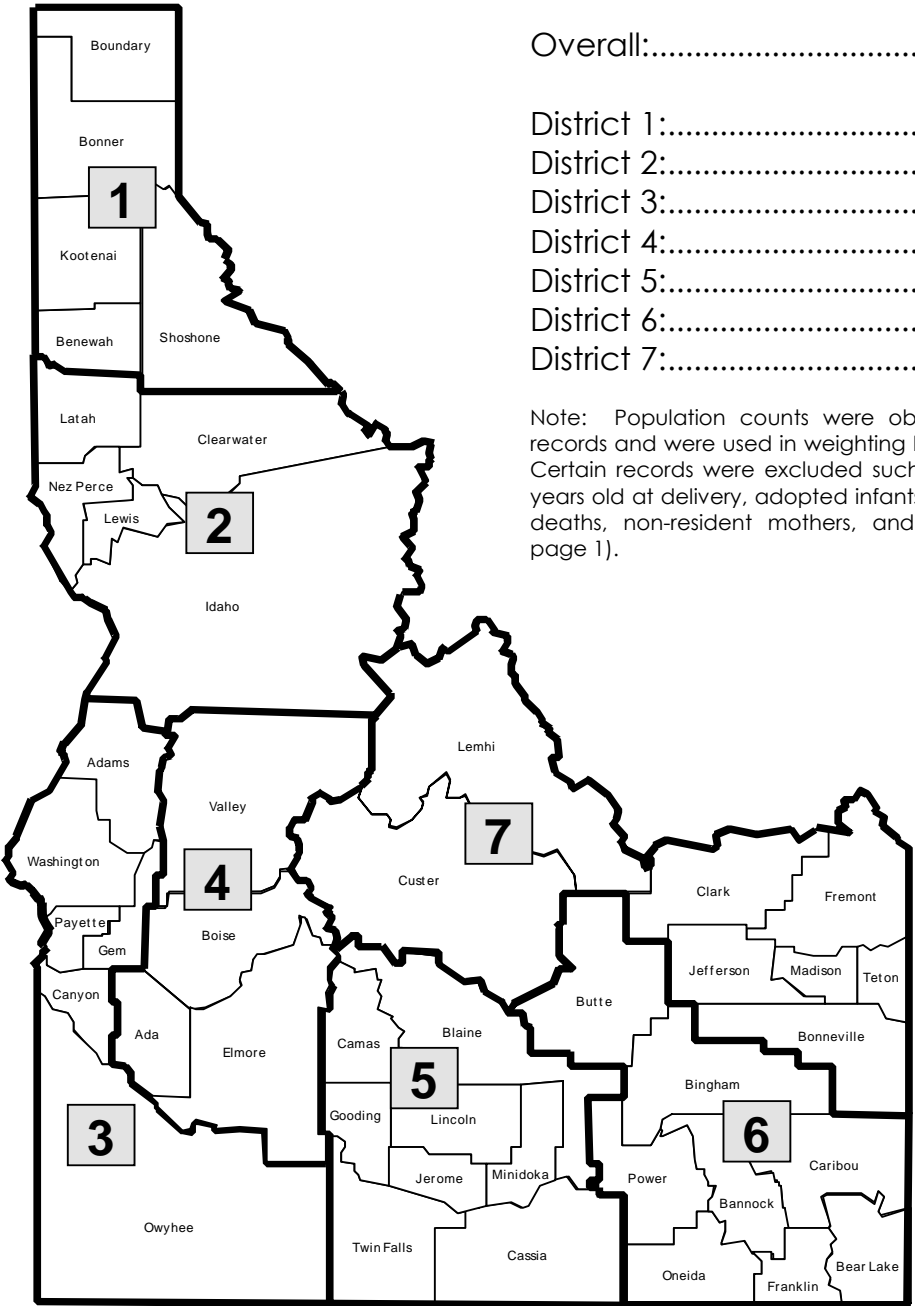 Overall:..............................
District 1:............................
District 2:............................
District 3:............................
District 4:............................
District 5:............................
District 6:............................
District 7:............................
Note: Population counts were ob
records and were used in weighting
Certain records were excluded such
years old at delivery, adopted infants
deaths, non-resident mothers, and
page 1).
Boundary
Bonner
1
Kootenai
Benewah
Shoshone
Latah
Clearwater
Nez Perce
Lewis
2
Idaho
Adams
Lemhi
Valley
7
Washington
4
Custer
Clark
Fremont
Payette
Boise
Gem
Jefferson
Madison
Teton
Canyon
Butte
Ada
Elmore
Camas
Blaine
Bonneville
5
Bingham
Gooding
Lincoln
3
6
Jerome
Minidoka
Power
Caribou
Bannock
Owyhee
Twin Falls
Cassia
Oneida
Franklin
Bear Lake